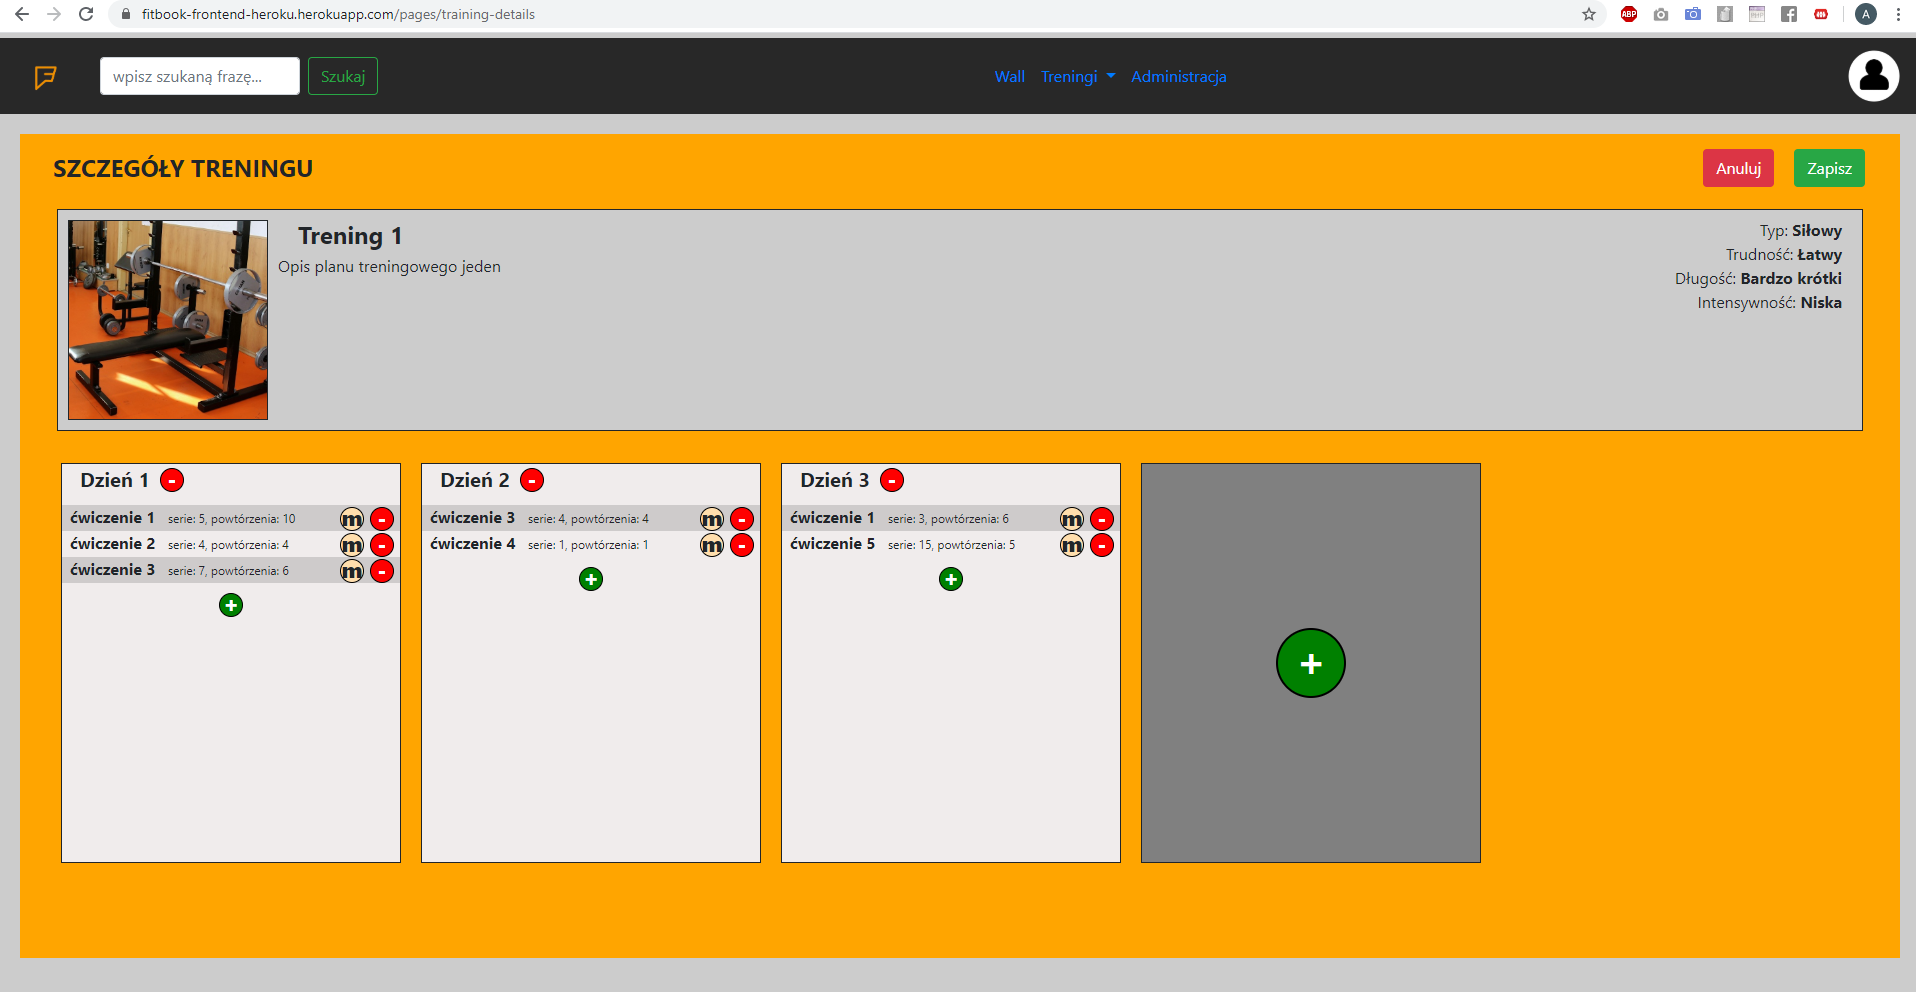 fitbook-frontend-heroku.herokuapp.com/pages/training-details
ABP
A
wpisz szukaną frazę...
Szukaj
Wall
Treningi
Administracja
SZCZEGÓŁY TRENINGU
Anuluj
Zapisz
Trening 1
Opis planu treningowego jeden
Typ: Siłowy
Trudność: Łatwy
Długość: Bardzo krótki
Intensywność: Niska
Dzień 1 -
ćwiczenie 1 serie: 5, powtórzenia: 10 m -
ćwiczenie 2 serie: 4, powtórzenia: 4 m -
ćwiczenie 3 serie: 7, powtórzenia: 6 m -
+
Dzień 2 -
ćwiczenie 3 serie: 4, powtórzenia: 4 m -
ćwiczenie 4 serie: 1, powtórzenia: 1 m -
+
Dzień 3 -
ćwiczenie 1 serie: 3, powtórzenia: 6 m -
ćwiczenie 5 serie: 15, powtórzenia: 5 m -
+
+